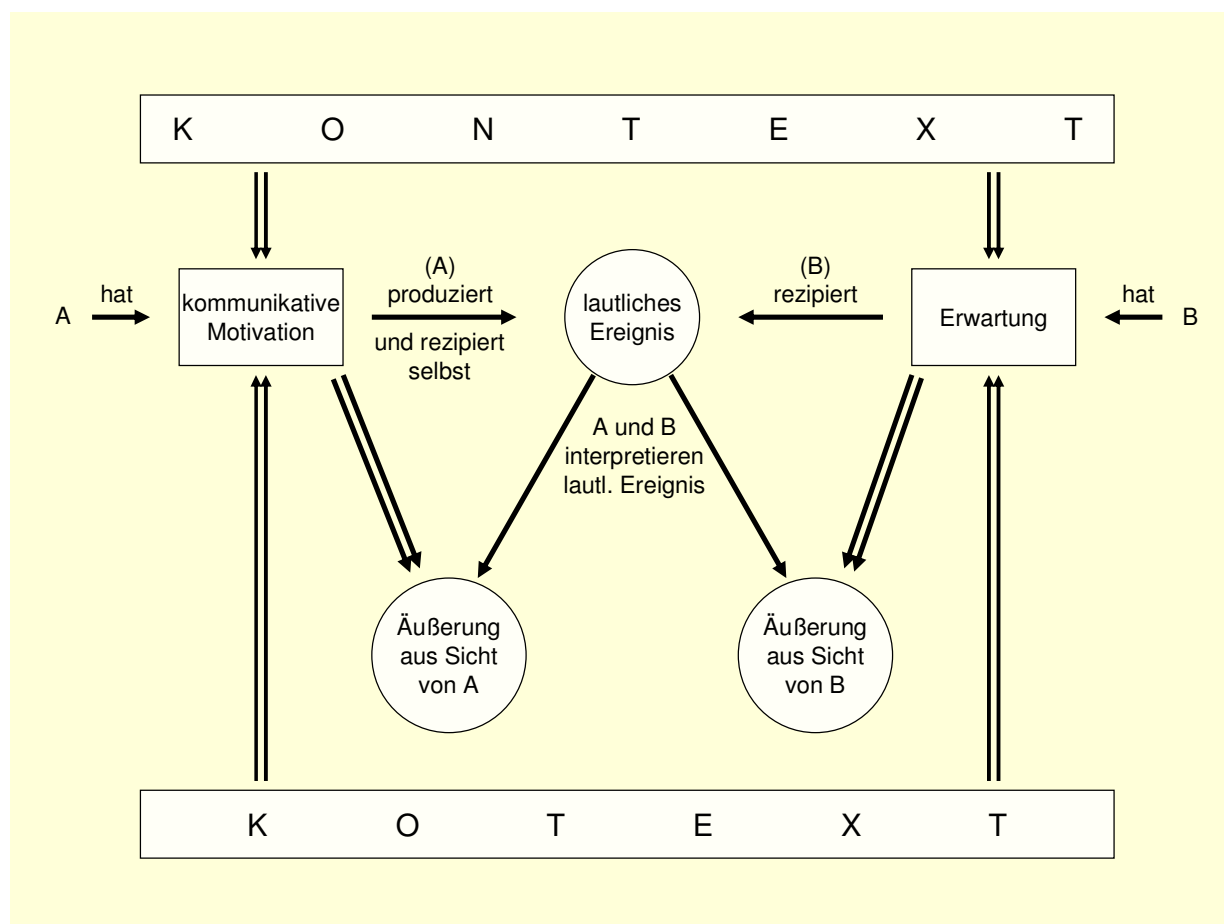 K O N T E X T
A
hat
kommunikative
Motivation
(A)
produziert
und rezipiert
selbst
lautliches
Ereignis
(B)
rezipiert
Erwartung
hat
B
A und B
interpretieren
lautl. Ereignis
Äußerung
aus Sicht
von A
Äußerung
aus Sicht
von B
K O T E X T